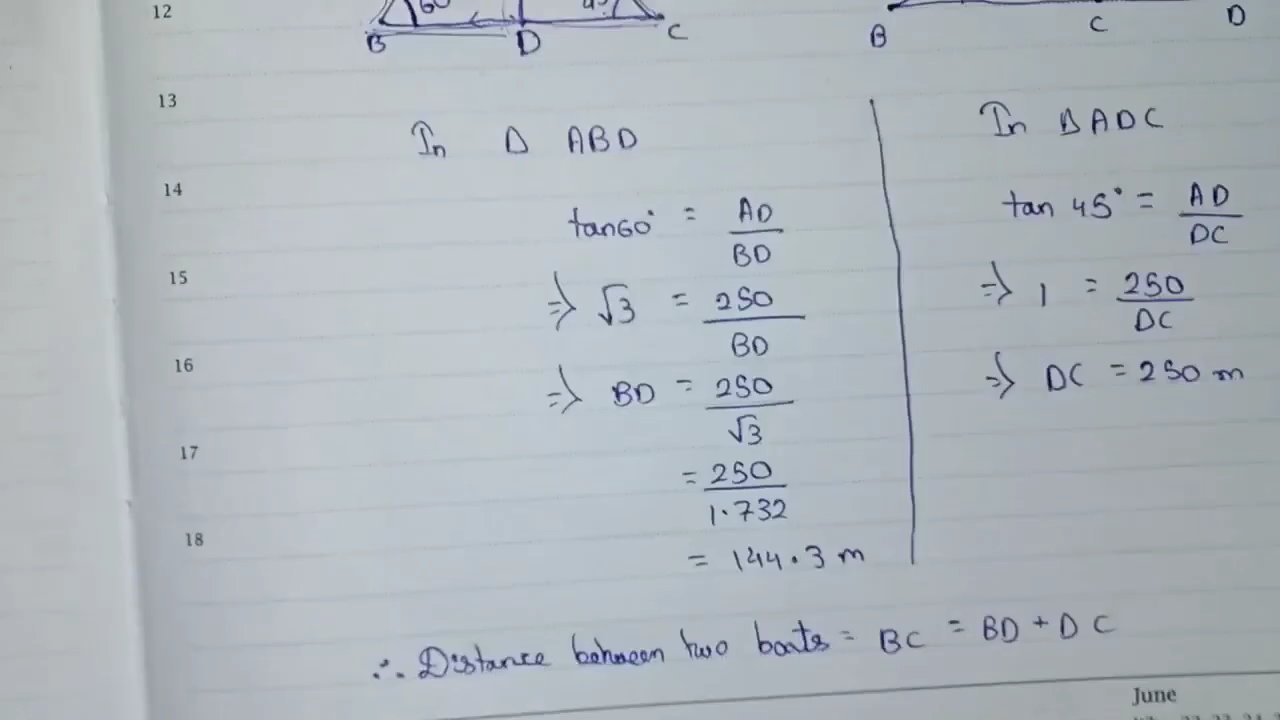 12
60
45
B
D
C
B
C
D
13
In Δ ABD
14
tan60° = AD/BD
15
⇒ √3 = 250/BD
16
⇒ BD = 250/√3
17
= 250/1.732
18
= 144.3 m
In Δ ADC
tan 45° = AD/DC
⇒ 1 = 250/DC
⇒ DC = 250 m
∴ Distance between two boats = BC = BD + DC
June